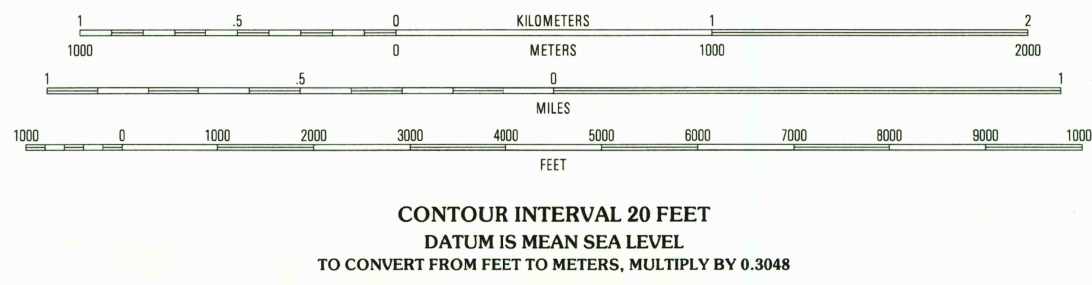 1 .5 0 KILOMETERS 1 2
1000 0 METERS 1000 2000
1 .5 0 1
MILES
1000 0 1000 2000 3000 4000 5000 6000 7000 8000 9000 1000
FEET
CONTOUR INTERVAL 20 FEET
DATUM IS MEAN SEA LEVEL
TO CONVERT FROM FEET TO METERS, MULTIPLY BY 0.3048